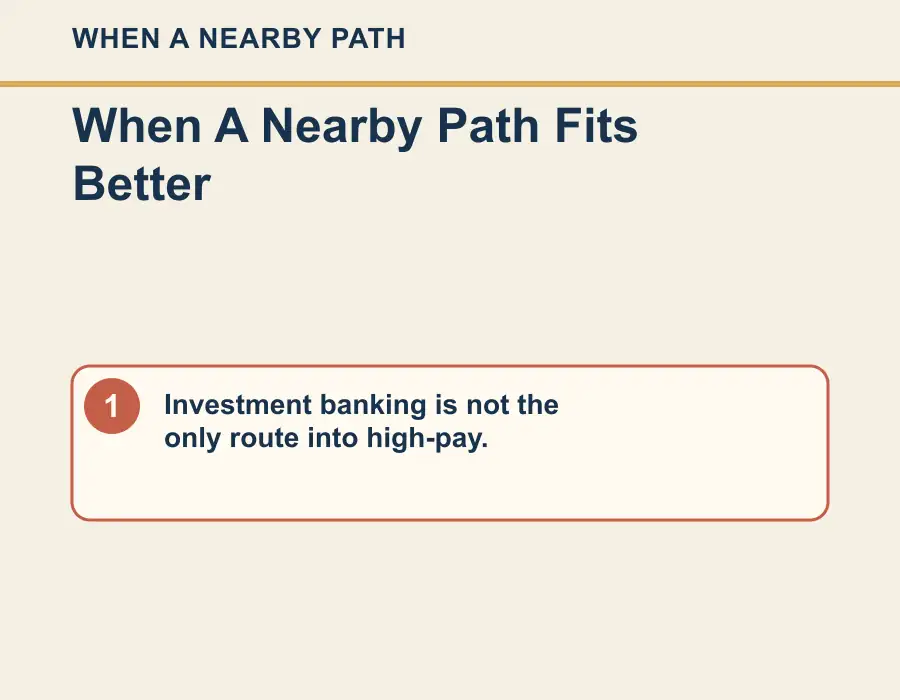 WHEN A NEARBY PATH
When A Nearby Path Fits
Better
1
Investment banking is not the
only route into high-pay.